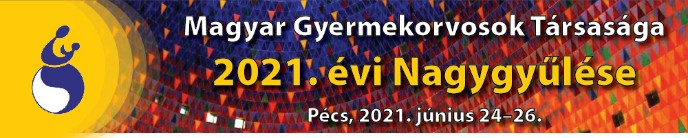 Magyar Gyermekorvosok Társasága
2021. évi Nagygyűlése
Pécs, 2021. június 24–26.